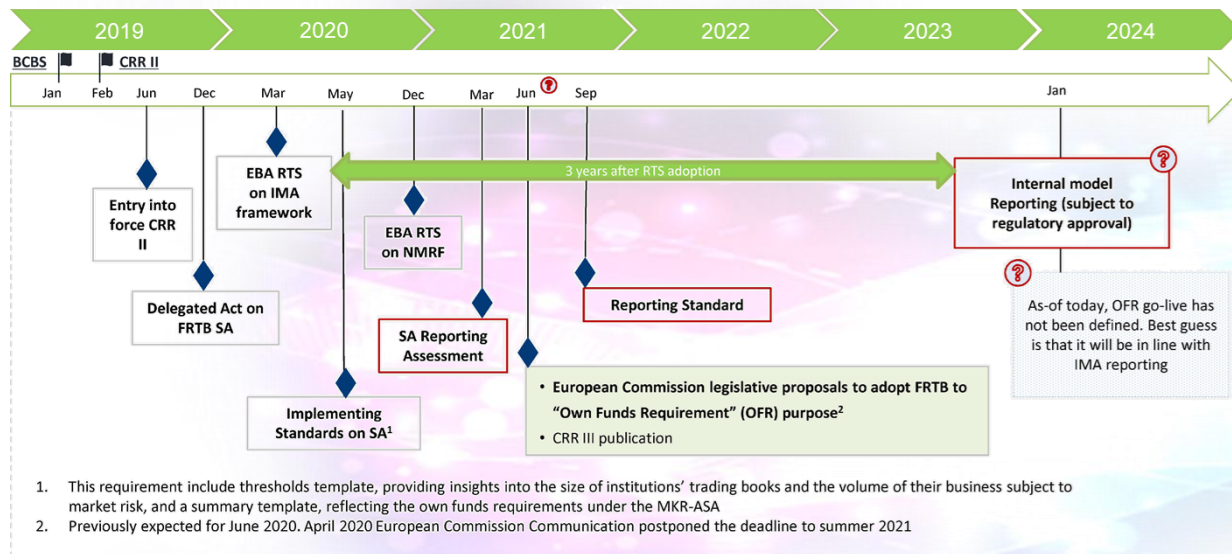 2019 2020 2021 2022 2023 2024
BCBS CRR II
Jan Feb Jun Dec Mar May Dec Mar Jun ? Sep Jan
3 years after RTS adoption
?
EBA RTS
on IMA
framework
Internal model
Reporting (subject to
regulatory approval)
Entry into
force CRR
II
EBA RTS
on NMRF
?
Delegated Act on
FRTB SA
Reporting Standard
As-of today, OFR go-live has
not been defined. Best guess
is that it will be in line with
IMA reporting
SA Reporting
Assessment
• European Commission legislative proposals to adopt FRTB to
“Own Funds Requirement” (OFR) purpose²
• CRR III publication
Implementing
Standards on SA¹
1. This requirement include thresholds template, providing insights into the size of institutions’ trading books and the volume of their business subject to
market risk, and a summary template, reflecting the own funds requirements under the MKR-ASA
2. Previously expected for June 2020. April 2020 European Commission Communication postponed the deadline to summer 2021